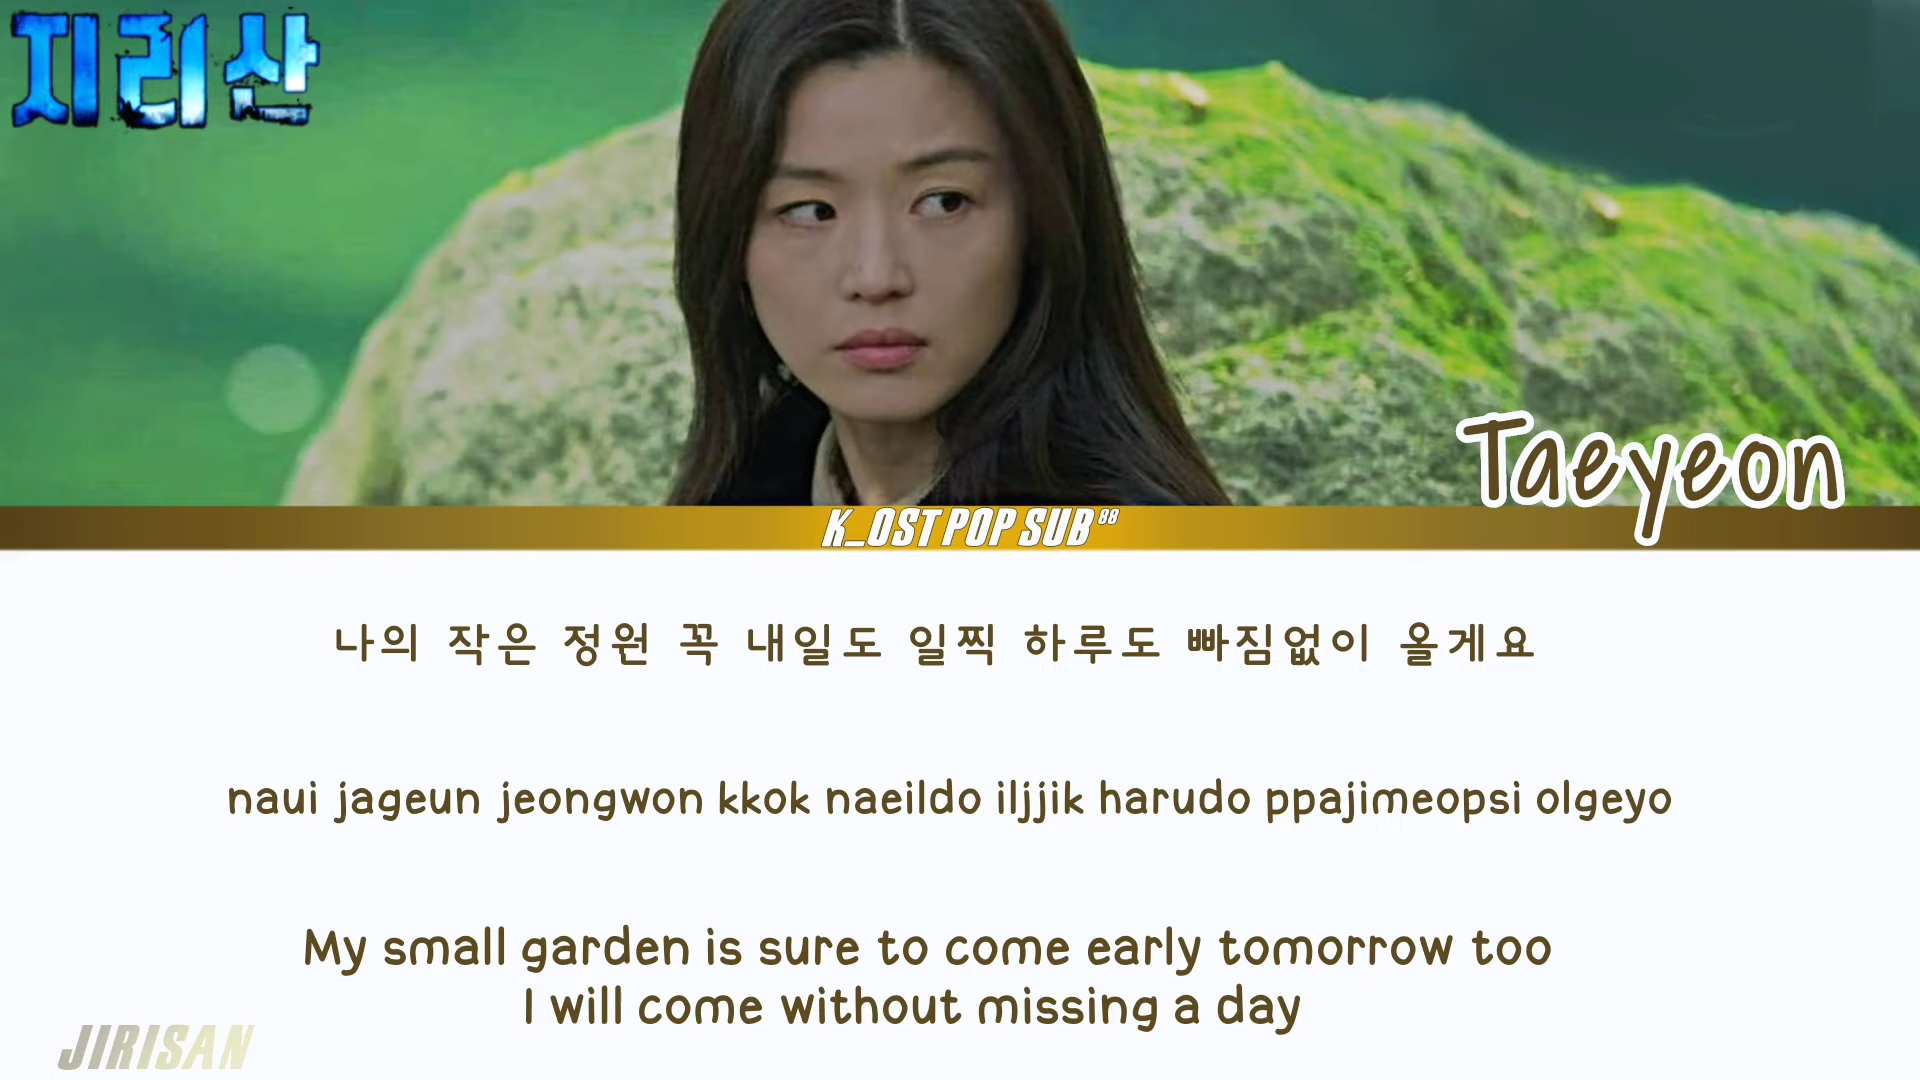 지리산
Taeyeon
K_OST POP SUB 88
나의 작은 정원 꼭 내일도 일찍 하루도 빠짐없이 올게요
naui jageun jeongwon kkok naeildo iljjik harudo ppajimeopsi olgeyo
My small garden is sure to come early tomorrow too
I will come without missing a day
JIRISAN